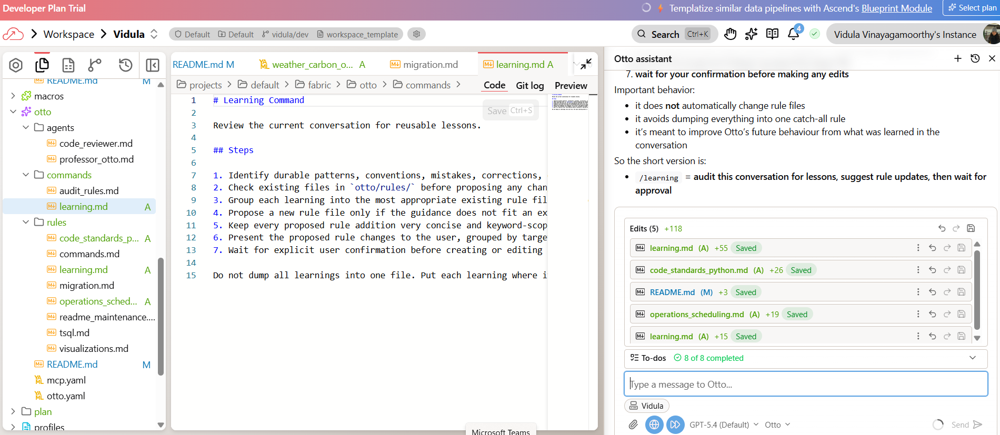 Developer Plan Trial
Templatize similar data pipelines with Ascend's Blueprint Module
Select plan
Workspace
Vidula
Default
Default
vidula/dev
workspace_template
Search
Ctrl+K
4
Vidula Vinayagamoorthy's Instance
README.md
M
macros
otto
agents
code_reviewer.md
professor_otto.md
commands
audit_rules.md
learning.md
A
rules
code_standards_p...
A
commands.md
learning.md
A
migration.md
operations_sched...
A
readme_maintenance....
tsql.md
visualizations.md
README.md
M
mcp.yaml
otto.yaml
plan
profiles
README.md M
weather_carbon_o... A
migration.md
learning.md A
projects
default
fabric
otto
commands
Code
Git log
Preview
Save Ctrl+S
1 # Learning Command
2
3 Review the current conversation for reusable lessons.
4
5 ## Steps
6
7 1. Identify durable patterns, conventions, mistakes, corrections,
8 2. Check existing files in `otto/rules/` before proposing any chan
9 3. Group each learning into the most appropriate existing rule fil
10 4. Propose a new rule file only if the guidance does not fit an ex
11 5. Keep every proposed rule addition very concise and keyword-scop
12 6. Present the proposed rule changes to the user, grouped by targe
13 7. Wait for explicit user confirmation before creating or editing
14
15 Do not dump all learnings into one file. Put each learning where i
Microsoft Teams
Otto assistant
7. wait for your confirmation before making any edits
Important behavior:
• it does not automatically change rule files
• it avoids dumping everything into one catch-all rule
• it's meant to improve Otto's future behaviour from what was learned in the
conversation
So the short version is:
• /learning = audit this conversation for lessons, suggest rule updates, then wait for
approval
Edits (5) +118
learning.md (A) +55 Saved
code_standards_python.md (A) +26 Saved
README.md (M) +3 Saved
operations_scheduling.md (A) +19 Saved
learning.md (A) +15 Saved
To-dos 8 of 8 completed
Type a message to Otto...
Vidula
GPT-5.4 (Default)
Otto
Send